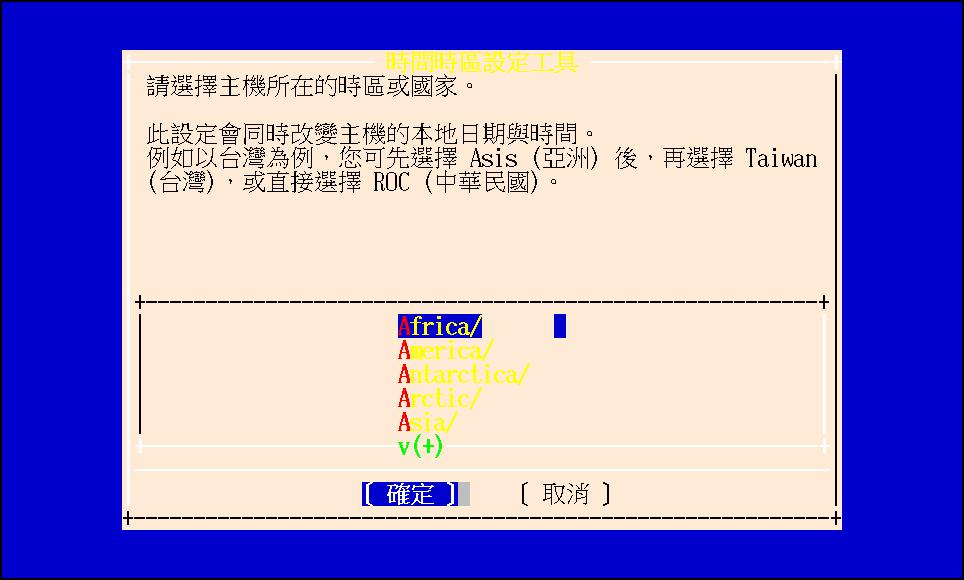 時間時區設定工具
請選擇主機所在的時區或國家。
此設定會同時改變主機的本地日期與時間。
例如以台灣為例，您可先選擇 Asis (亞洲) 後，再選擇 Taiwan
(台灣)，或直接選擇 ROC (中華民國)。
Africa/
America/
Antarctica/
Arctic/
Asia/
v(+)
[ 確定 ] [ 取消 ]